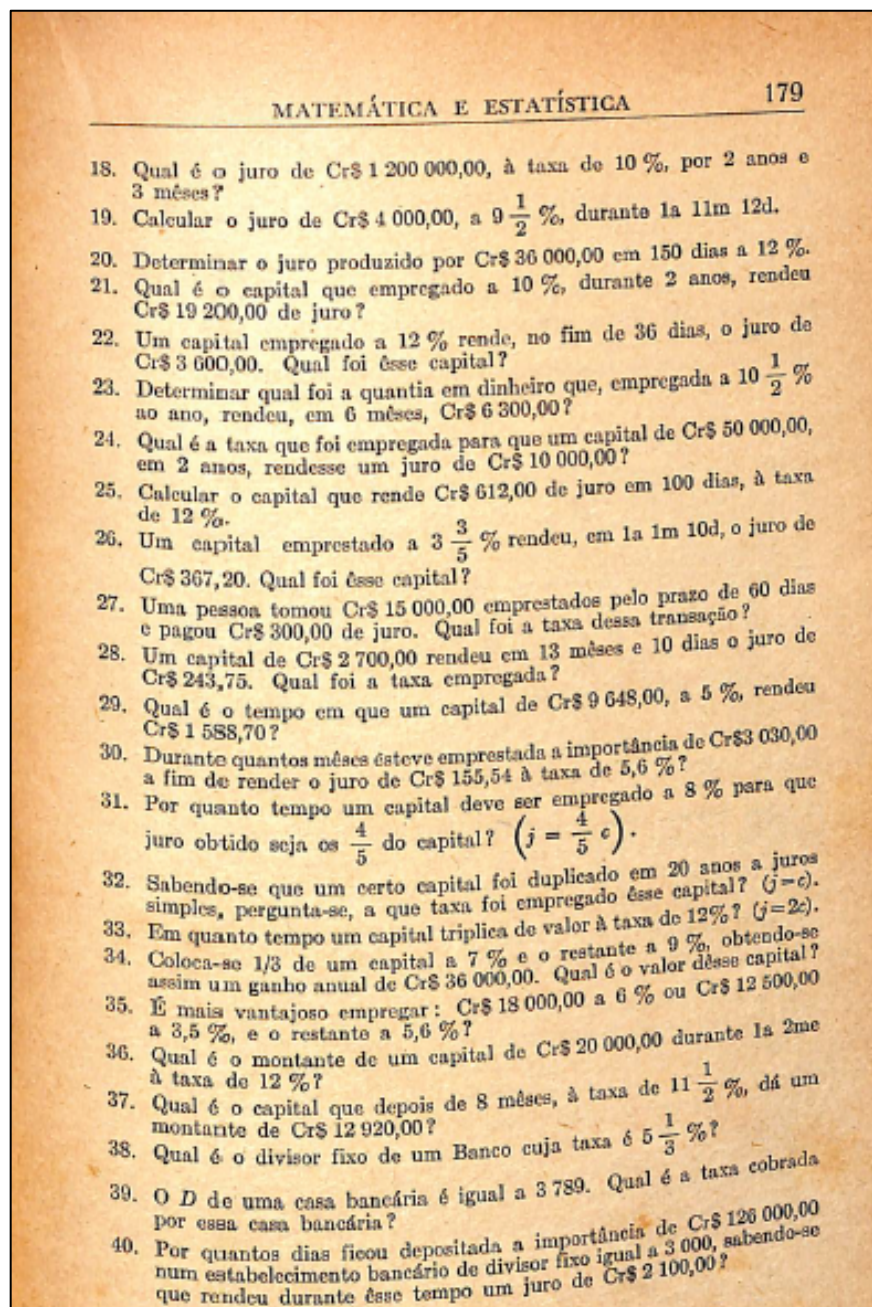 MATEMÁTICA E ESTATÍSTICA 179
18. Qual é o juro de Cr$ 1 200 000,00, à taxa de 10 %, por 2 anos e
3 mêses?
19. Calcular o juro de Cr$ 4 000,00, a 9 1/2 %, durante 1a 11m 12d.
20. Determinar o juro produzido por Cr$ 36 000,00 em 150 dias a 12 %.
21. Qual é o capital que empregado a 10 %, durante 2 anos, rendeu
Cr$ 19 200,00 de juro?
22. Um capital empregado a 12 % rende, no fim de 36 dias, o juro de
Cr$ 3 600,00. Qual foi êsse capital?
23. Determinar qual foi a quantia em dinheiro que, empregada a 10 1/2 %
ao ano, rendeu, em 6 mêses, Cr$ 6 300,00?
24. Qual é a taxa que foi empregada para que um capital de Cr$ 50 000,00,
em 2 anos, rendesse um juro de Cr$ 10 000,00?
25. Calcular o capital que rende Cr$ 612,00 de juro em 100 dias, à taxa
de 12 %.
26. Um capital emprestado a 3 3/5 % rendeu, em 1a 1m 10d, o juro de
Cr$ 367,20. Qual foi êsse capital?
27. Uma pessoa tomou Cr$ 15 000,00 emprestados pelo prazo de 60 dias
e pagou Cr$ 300,00 de juro. Qual foi a taxa dessa transação?
28. Um capital de Cr$ 2 700,00 rendeu em 13 mêses e 10 dias o juro de
Cr$ 243,75. Qual foi a taxa empregada?
29. Qual é o tempo em que um capital de Cr$ 9 648,00, a 5 %, rendeu
Cr$ 1 588,70?
30. Durante quantos mêses esteve emprestada a importância de Cr$3 030,00
a fim de render o juro de Cr$ 155,54 à taxa de 5,6 %?
31. Por quanto tempo um capital deve ser empregado a 8 % para que
juro obtido seja os 4/5 do capital? (j = 4/5 c).
32. Sabendo-se que um certo capital foi duplicado em 20 anos a juros
simples, pergunta-se, a que taxa foi empregado êsse capital? (j=c).
33. Em quanto tempo um capital triplica de valor à taxa de 12%? (j=2c).
34. Coloca-se 1/3 de um capital a 7 % e o restante a 9 %, obtendo-se
assim um ganho anual de Cr$ 36 000,00. Qual é o valor dêsse capital?
35. É mais vantajoso empregar: Cr$ 18 000,00 a 6 % ou Cr$ 12 500,00
a 3,5 %, e o restante a 5,6 %?
36. Qual é o montante de um capital de Cr$ 20 000,00 durante 1a 2me
à taxa de 12 %?
37. Qual é o capital que depois de 8 mêses, à taxa de 11 1/2 %, dá um
montante de Cr$ 12 920,00?
38. Qual é o divisor fixo de um Banco cuja taxa é 5 1/3 %?
39. O D de uma casa bancária é igual a 3 789. Qual é a taxa cobrada
por essa casa bancária?
40. Por quantos dias ficou depositada a importância de Cr$ 126 000,00
num estabelecimento bancário de divisor fixo igual a 3 000, sabendo-se
que rendeu durante êsse tempo um juro de Cr$ 2 100,00?